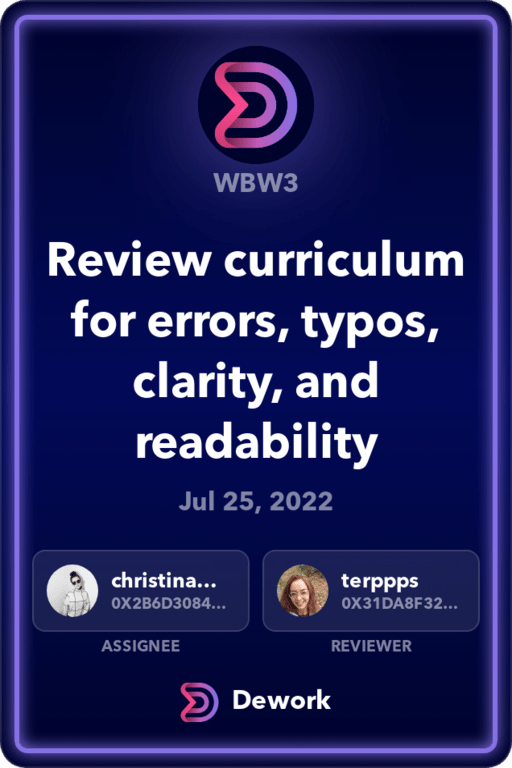 WBW3
Review curriculum
for errors, typos,
clarity, and
readability
Jul 25, 2022
christina...
0X2B6D3084...
terppps
0X31DA8F32...
ASSIGNEE
REVIEWER
Dework